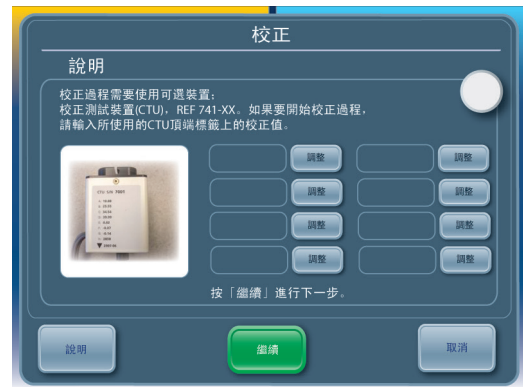 校正
說明
校正過程需要使用可選裝置：
校正測試裝置(CTU)，REF 741-XX。如果要開始校正過程，
請輸入所使用的CTU頂端標籤上的校正值。
CTU S/N 7001
調整 調整
調整 調整
調整 調整
調整 調整
按「繼續」進行下一步。
說明 繼續 取消